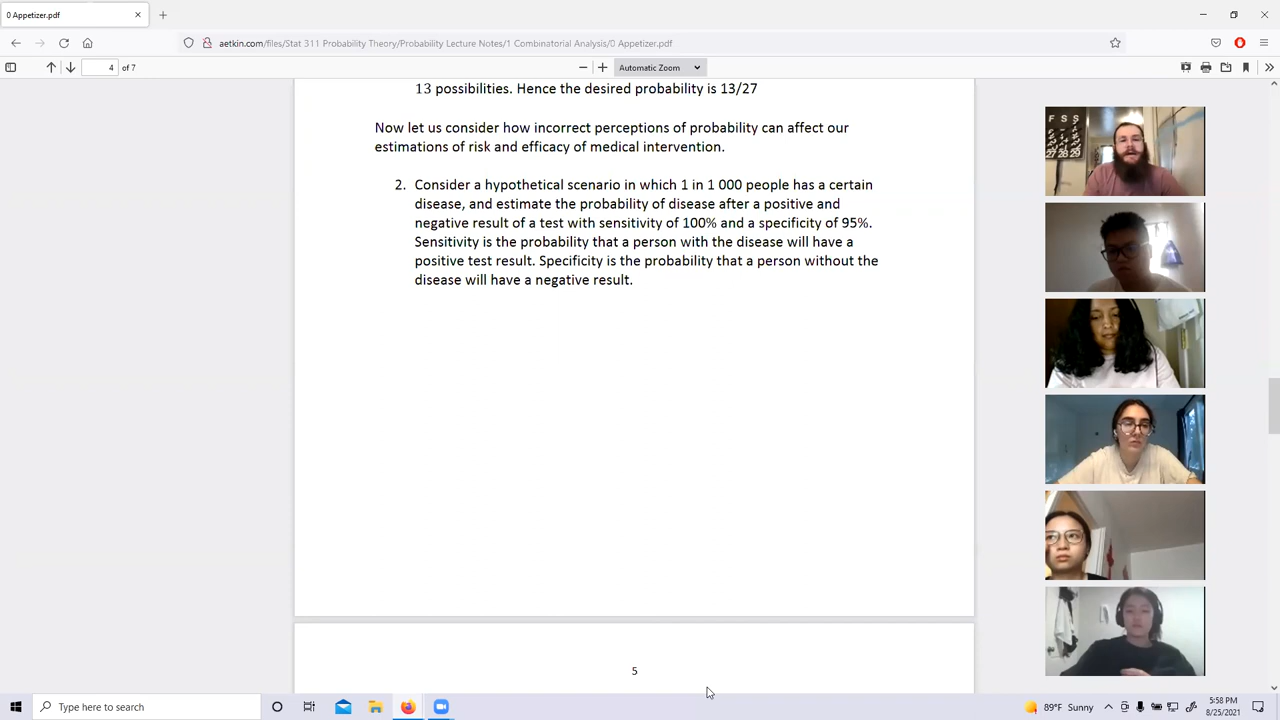 0 Appetizer.pdf
aetkin.com/files/Stat 311 Probability Theory/Probability Lecture Notes/1 Combinatorial Analysis/0 Appetizer.pdf
4 of 7
Automatic Zoom
13 possibilities. Hence the desired probability is 13/27
Now let us consider how incorrect perceptions of probability can affect our
estimations of risk and efficacy of medical intervention.
2. Consider a hypothetical scenario in which 1 in 1 000 people has a certain
disease, and estimate the probability of disease after a positive and
negative result of a test with sensitivity of 100% and a specificity of 95%.
Sensitivity is the probability that a person with the disease will have a
positive test result. Specificity is the probability that a person without the
disease will have a negative result.
5
F S S
27 28 29
Type here to search
89°F Sunny
5:58 PM
8/25/2021